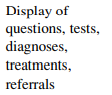 Display of
questions, tests,
diagnoses,
treatments,
referrals